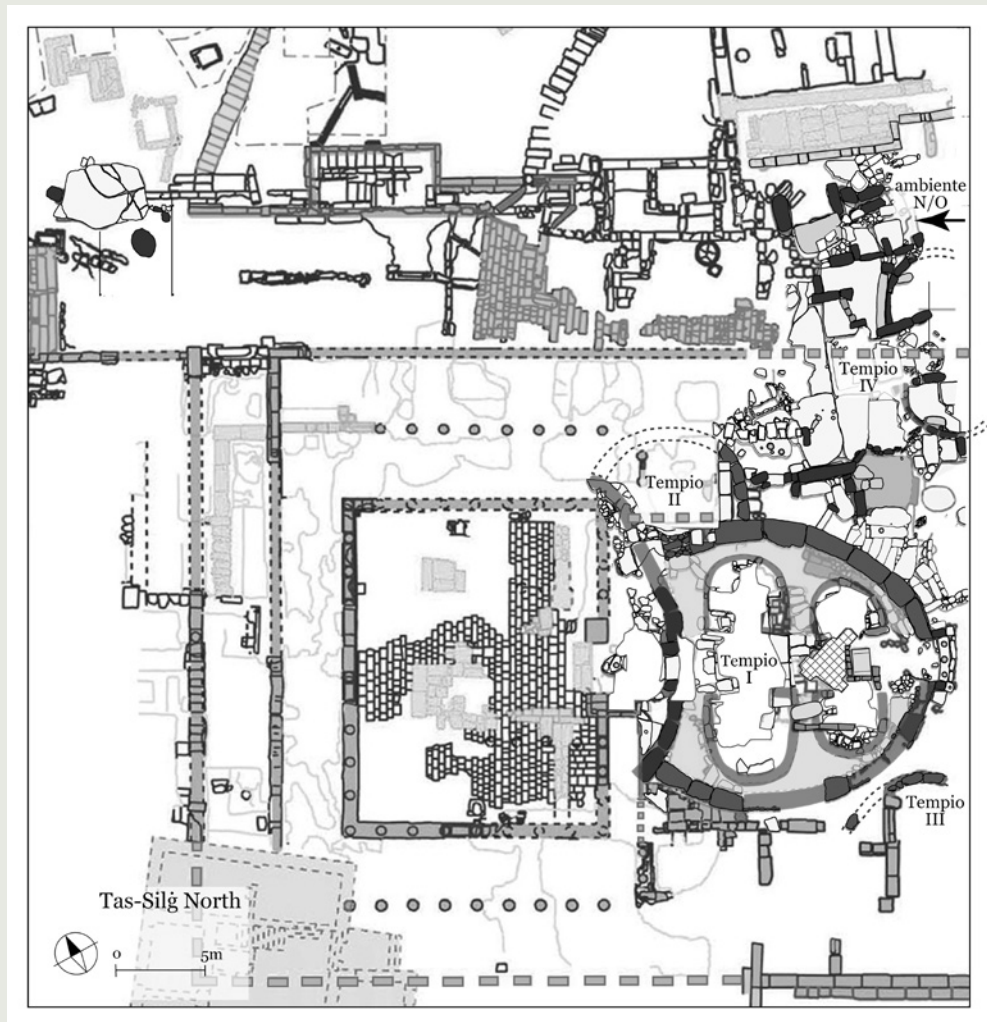 ambiente
N/O
Tempio
IV
Tempio
II
Tempio
I
Tempio
III
Tas-Silġ North
0
5m